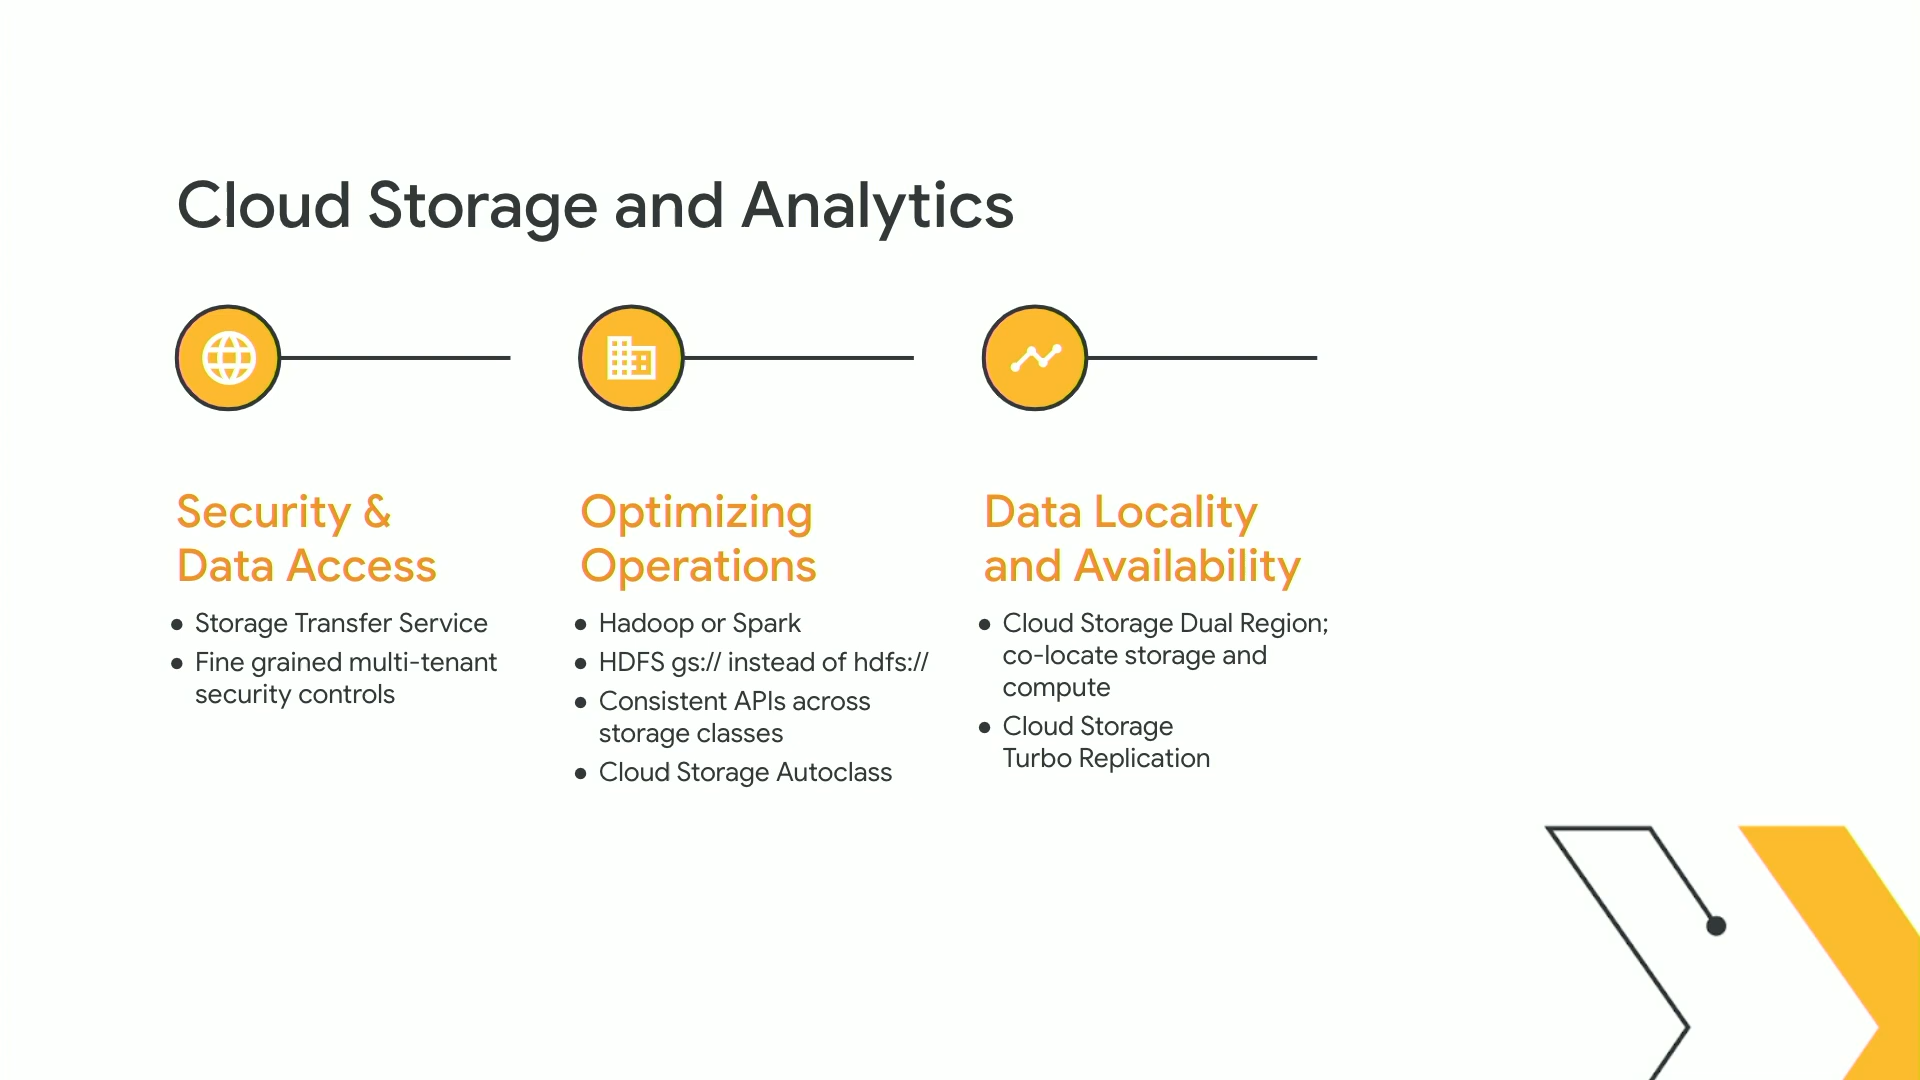 Cloud Storage and Analytics
Security &
Data Access
● Storage Transfer Service
● Fine grained multi-tenant
security controls
Optimizing
Operations
● Hadoop or Spark
● HDFS gs:// instead of hdfs://
● Consistent APIs across
storage classes
● Cloud Storage Autoclass
Data Locality
and Availability
● Cloud Storage Dual Region;
co-locate storage and
compute
● Cloud Storage
Turbo Replication